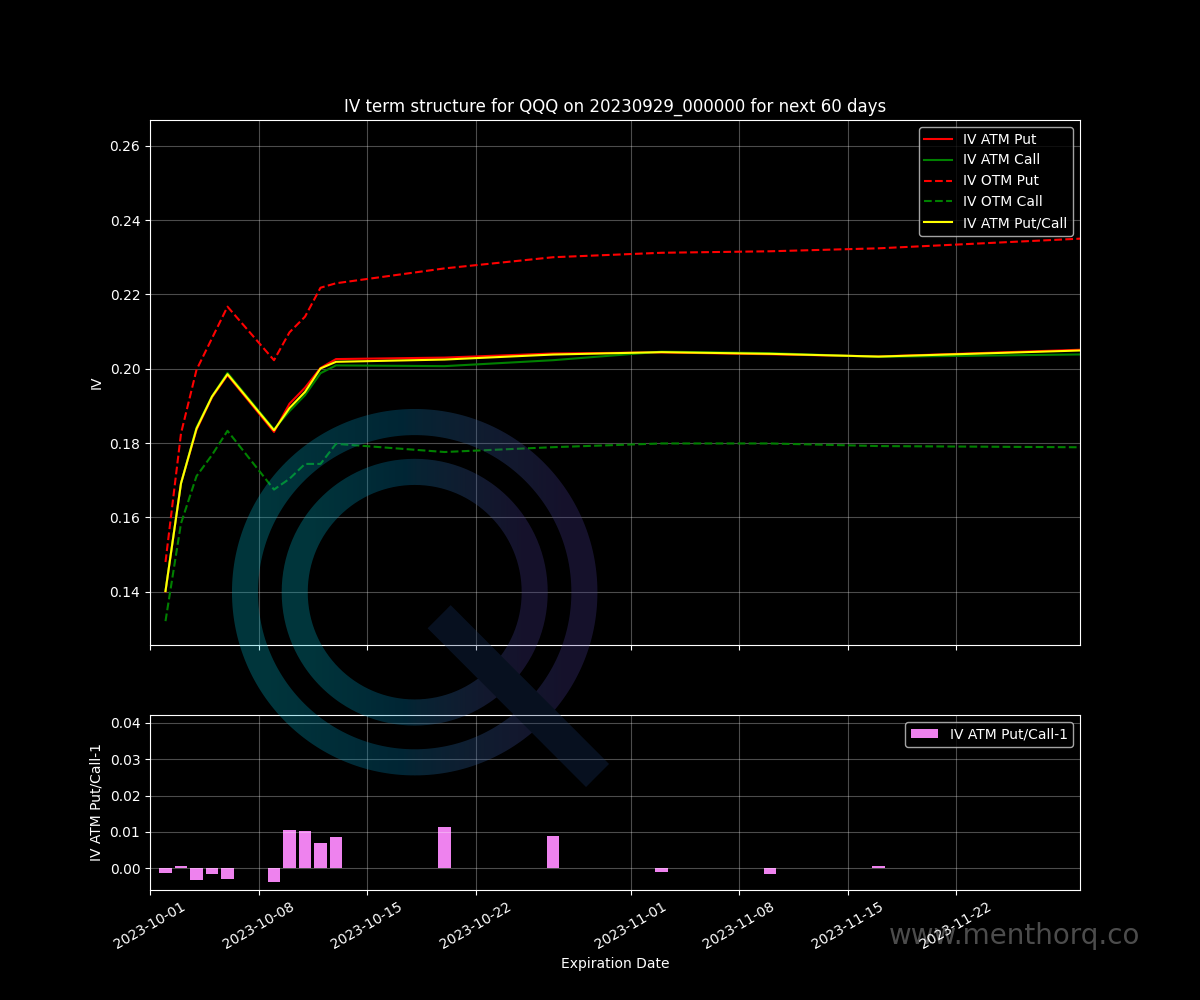 IV term structure for QQQ on 20230929_000000 for next 60 days
IV ATM Put
IV ATM Call
IV OTM Put
IV OTM Call
IV ATM Put/Call
IV
0.26
0.24
0.22
0.20
0.18
0.16
0.14
IV ATM Put/Call-1
IV ATM Put/Call-1
0.04
0.03
0.02
0.01
0.00
2023-10-01
2023-10-08
2023-10-15
2023-10-22
2023-11-01
2023-11-08
2023-11-15
2023-11-22
www.menthorq.co
Expiration Date